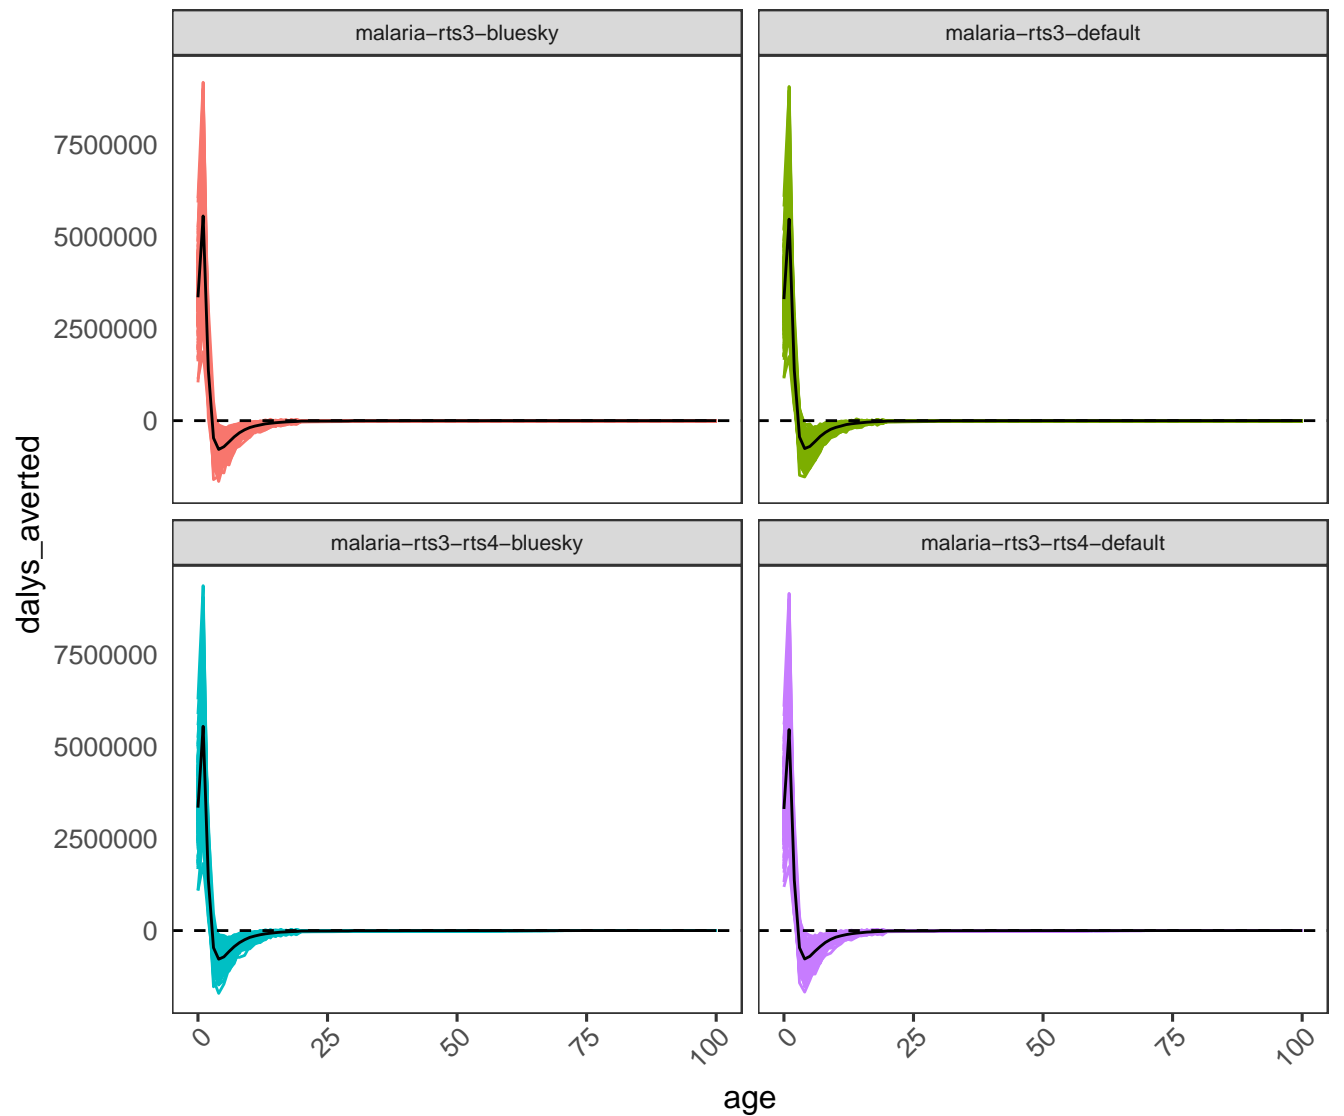 malaria−rts3−bluesky
malaria−rts3−default
7500000
5000000
2500000
0
malaria−rts3−rts4−bluesky
malaria−rts3−rts4−default
7500000
5000000
2500000
0
dalys_averted
0 25 50 75 100
0 25 50 75 100
age